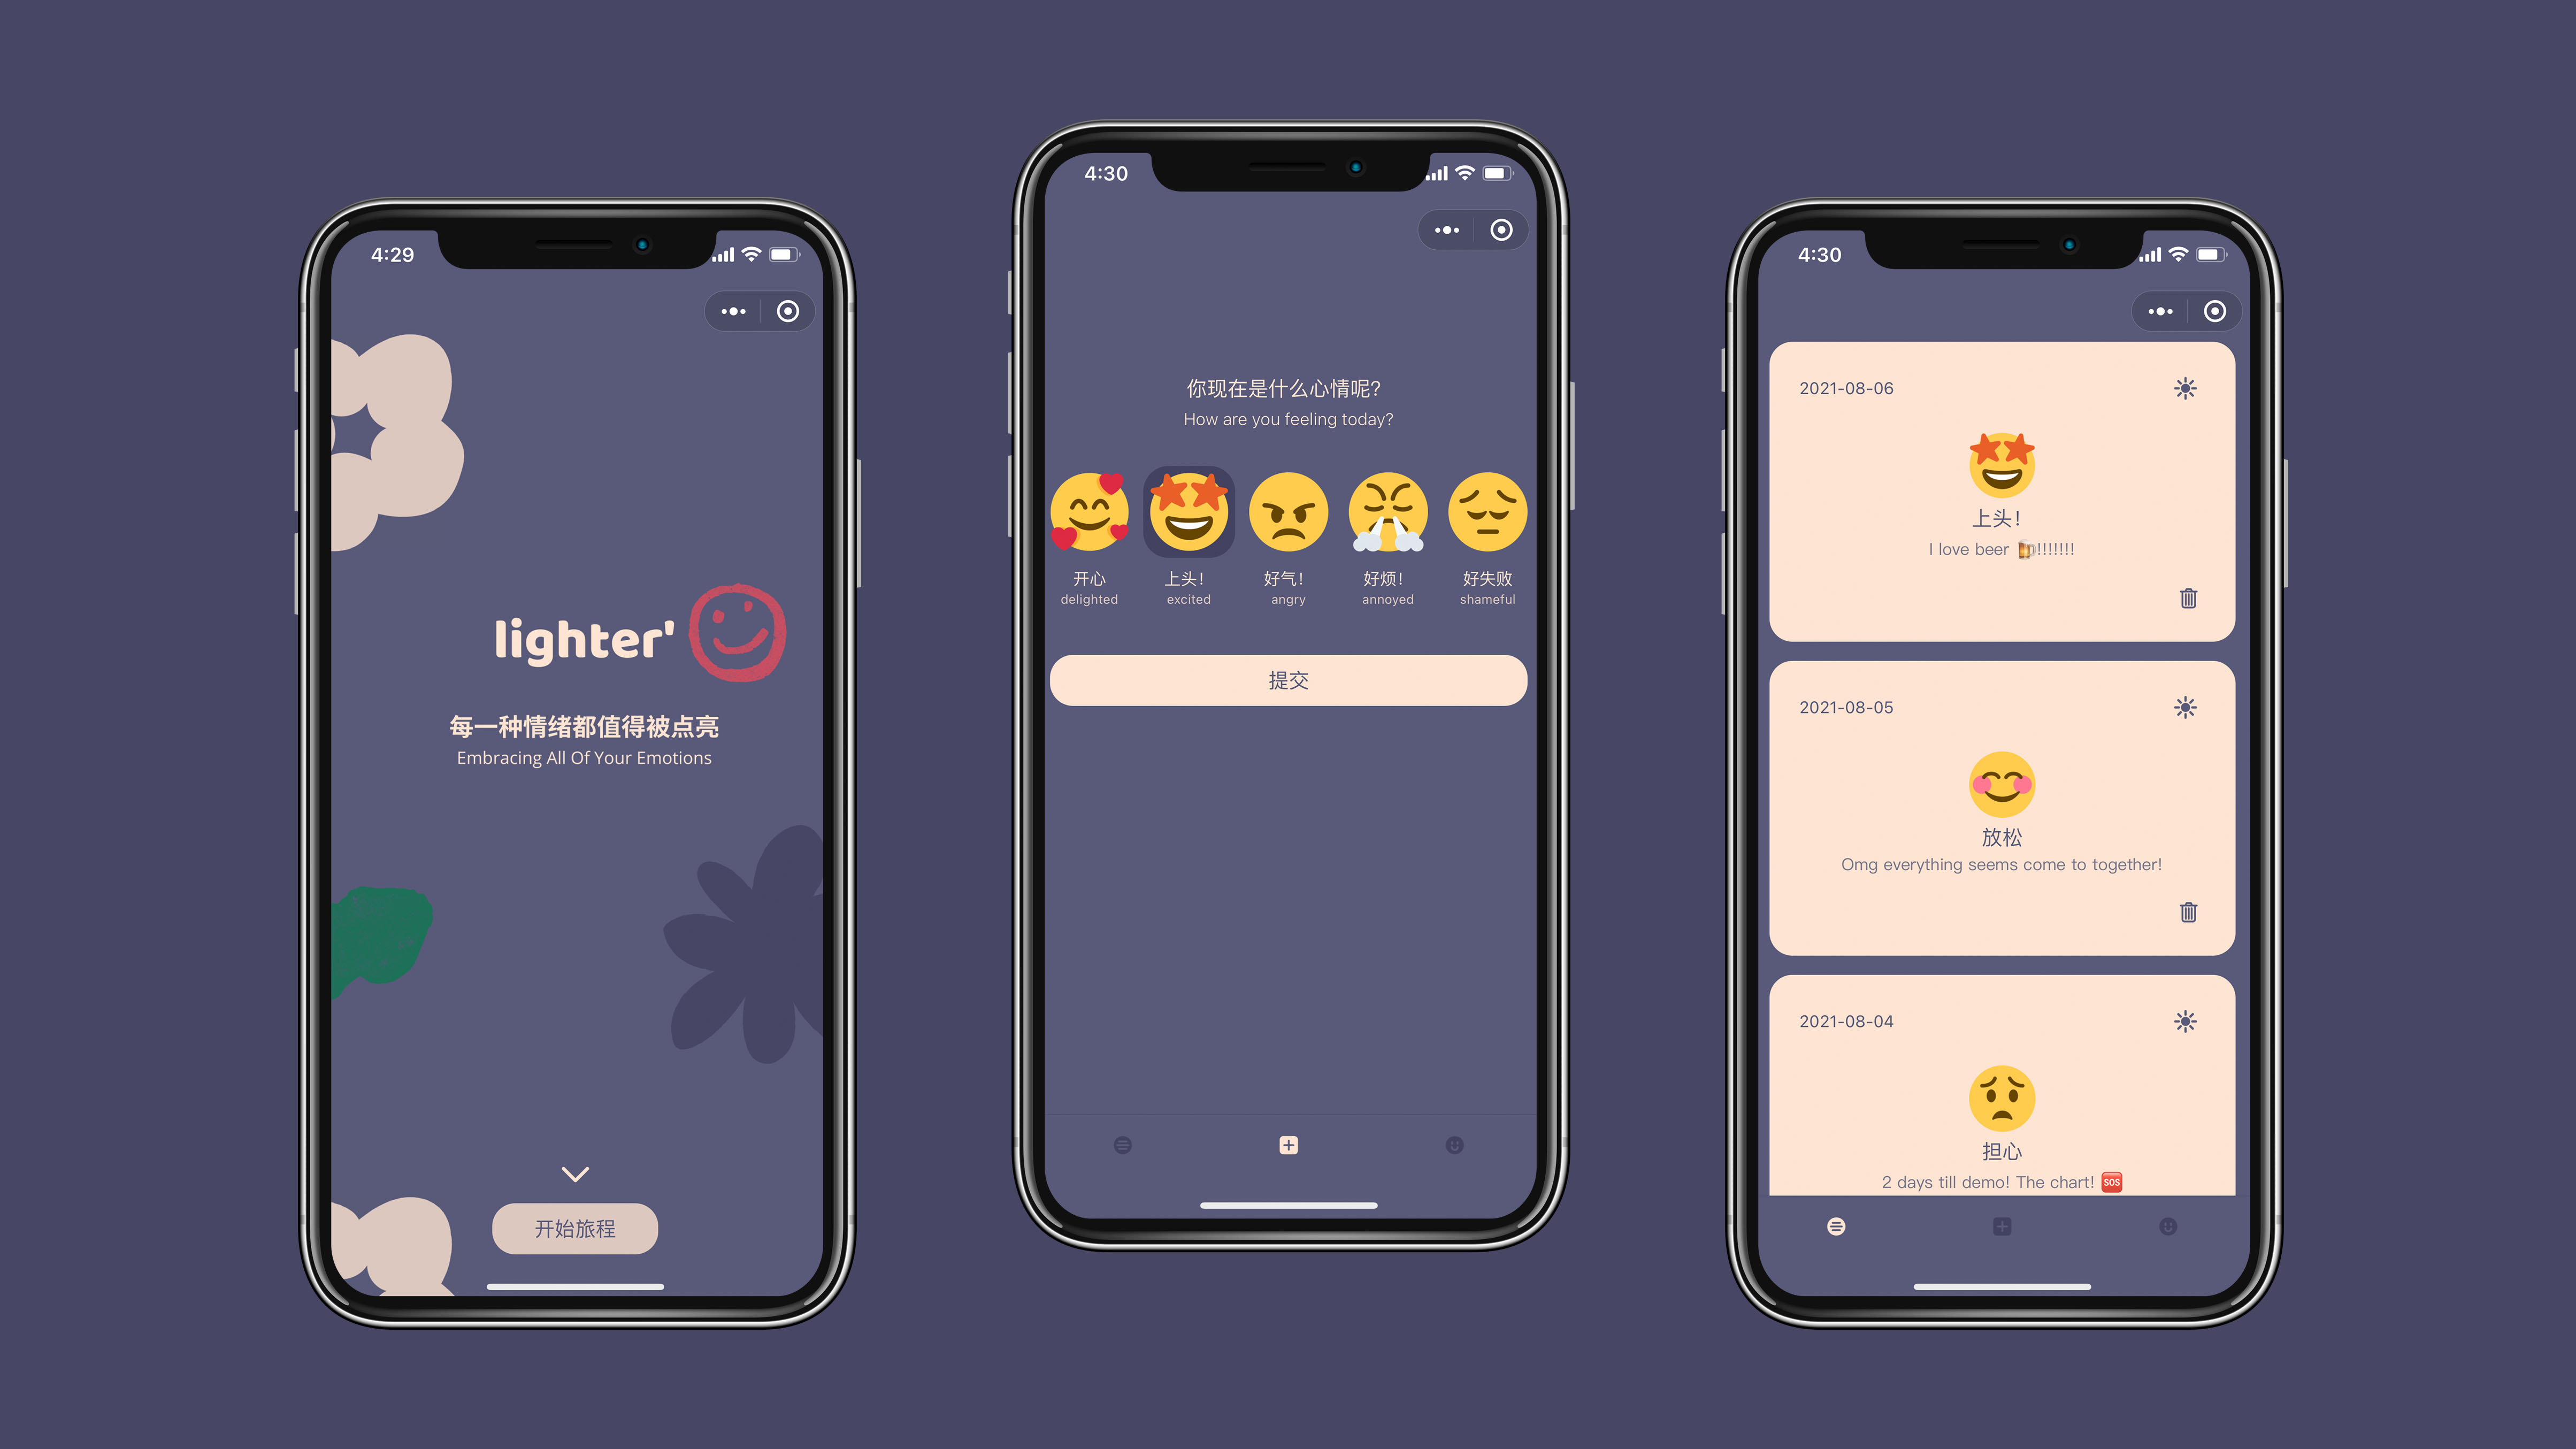 4:29
lighter'
每一种情绪都值得被点亮
Embracing All Of Your Emotions
开始旅程
4:30
你现在是什么心情呢?
How are you feeling today?
开心 上头! 好气! 好烦! 好失败
delighted excited angry annoyed shameful
提交
4:30
2021-08-06
上头!
I love beer 🍺!!!!!!!
2021-08-05
放松
Omg everything seems come to together!
2021-08-04
担心
2 days till demo! The chart! 🆘